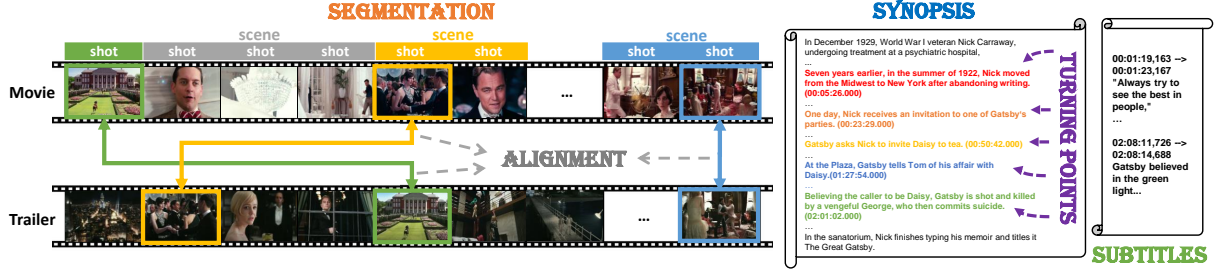 SEGMENTATION
scene
scene
scene
shot
shot
shot
shot
shot
shot
shot
shot
Movie
...
ALIGNMENT
Trailer
...
SYNOPSIS
In December 1929, World War I veteran Nick Carraway,
undergoing treatment at a psychiatric hospital,
...
Seven years earlier, in the summer of 1922, Nick moved
from the Midwest to New York after abandoning writing.
(00:05:26.000)
...
One day, Nick receives an invitation to one of Gatsby's
parties. (00:23:29.000)
...
Gatsby asks Nick to invite Daisy to tea. (00:50:42.000)
...
At the Plaza, Gatsby tells Tom of his affair with
Daisy.(01:27:54.000)
...
Believing the caller to be Daisy, Gatsby is shot and killed
by a vengeful George, who then commits suicide.
(02:01:02.000)
...
In the sanatorium, Nick finishes typing his memoir and titles it
The Great Gatsby.
TURNING POINTS
00:01:19,163 -->
00:01:23,167
"Always try to
see the best in
people,"
...
02:08:11,726 -->
02:08:14,688
Gatsby believed
in the green
light...
SUBTITLES